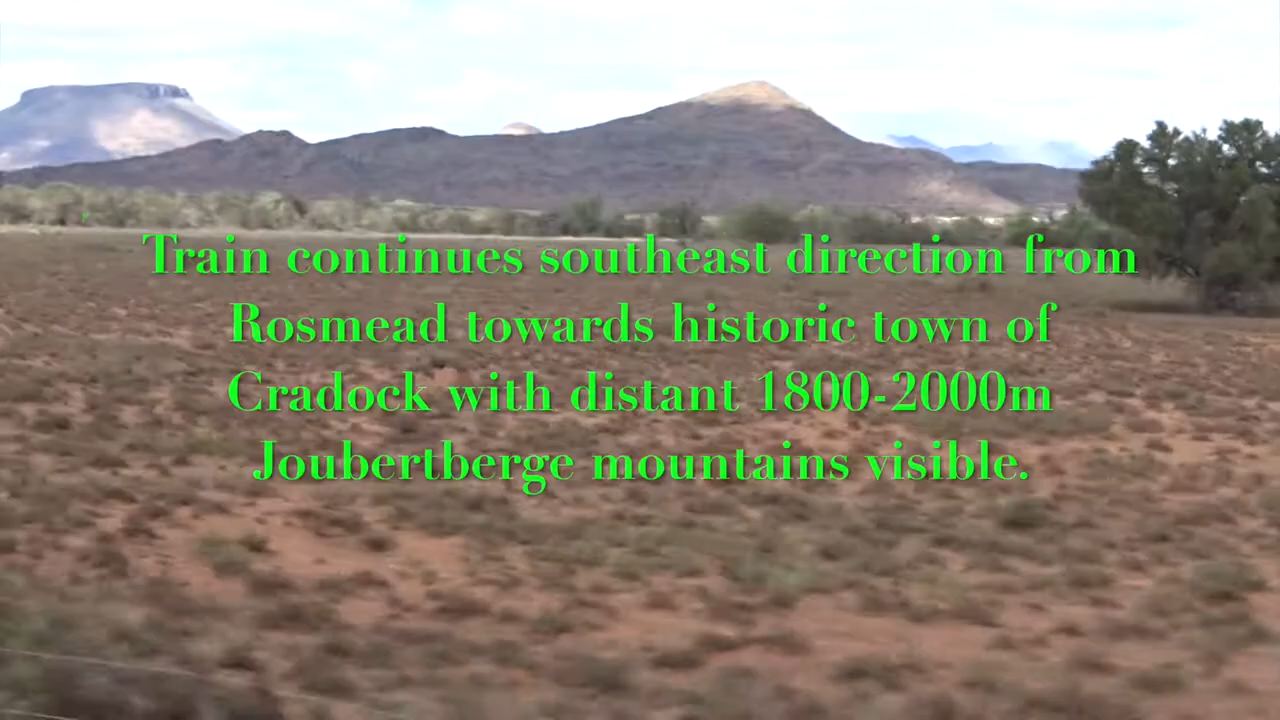 Train continues southeast direction from
Rosmead towards historic town of
Cradock with distant 1800-2000m
Joubertberge mountains visible.